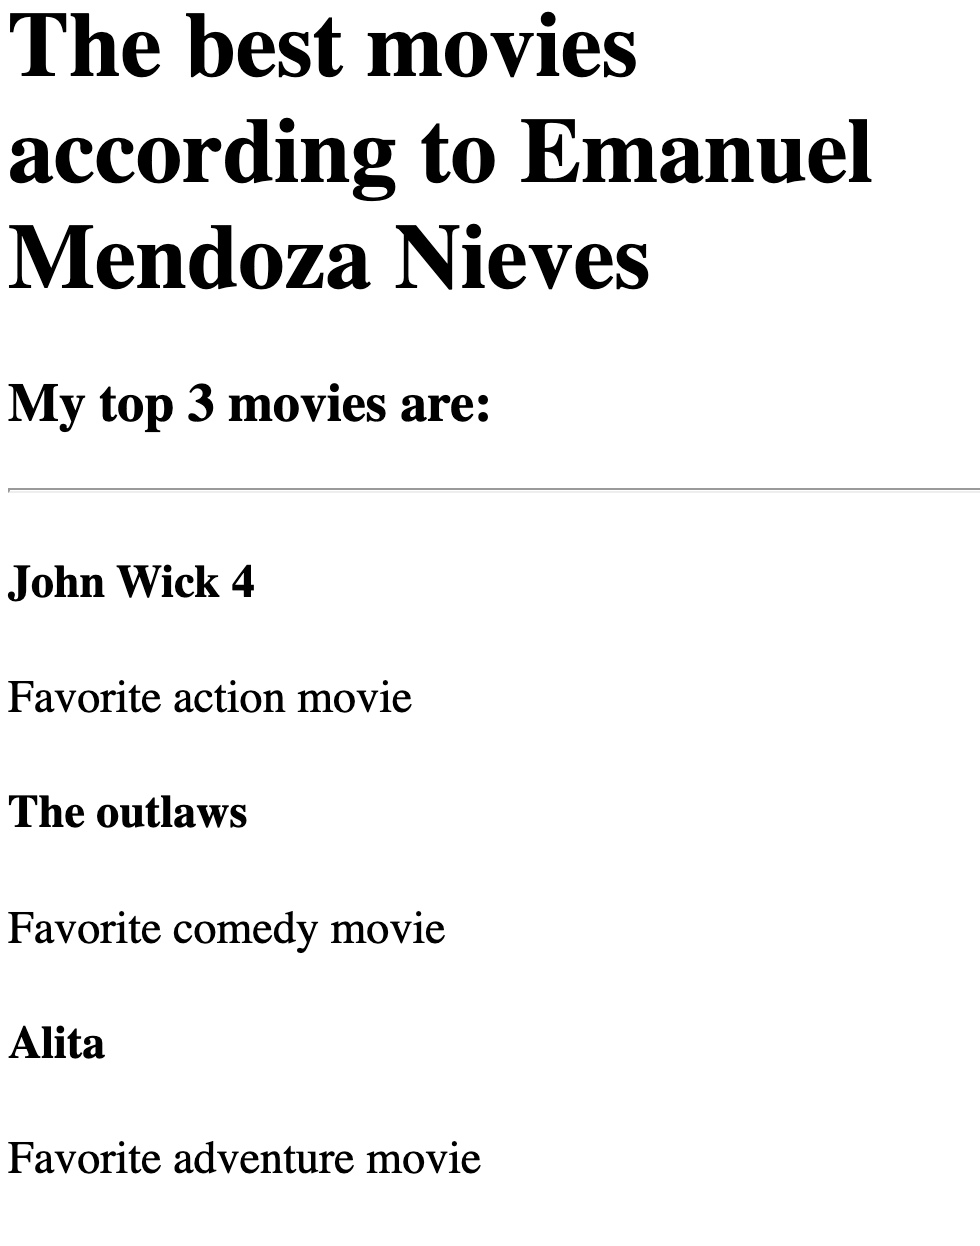 The best movies
according to Emanuel
Mendoza Nieves
My top 3 movies are:
John Wick 4
Favorite action movie
The outlaws
Favorite comedy movie
Alita
Favorite adventure movie